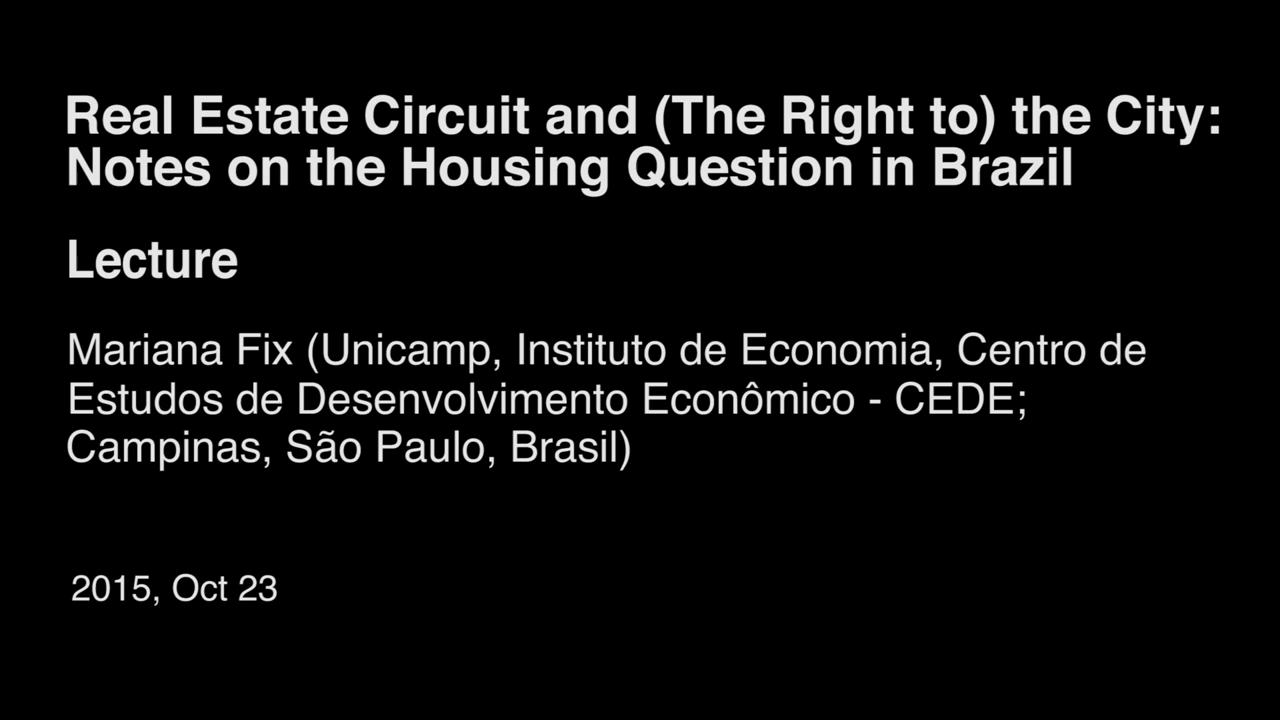 Real Estate Circuit and (The Right to) the City:
Notes on the Housing Question in Brazil
Lecture
Mariana Fix (Unicamp, Instituto de Economia, Centro de
Estudos de Desenvolvimento Econômico - CEDE;
Campinas, São Paulo, Brasil)
2015, Oct 23